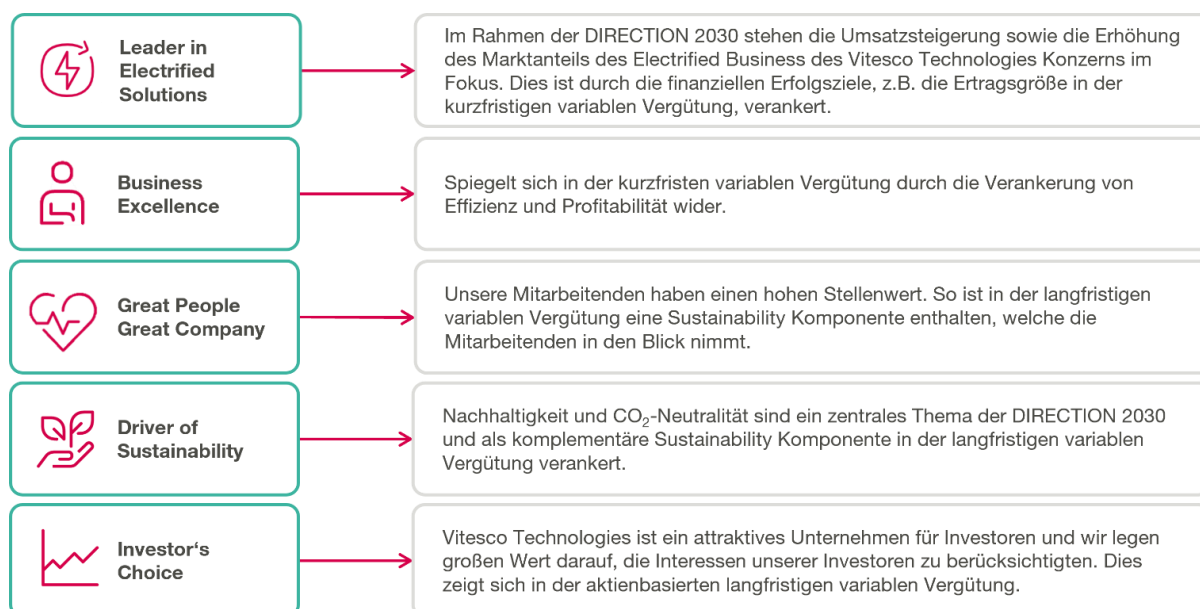 Leader in
Electrified
Solutions
Im Rahmen der DIRECTION 2030 stehen die Umsatzsteigerung sowie die Erhöhung
des Marktanteils des Electrified Business des Vitesco Technologies Konzerns im
Fokus. Dies ist durch die finanziellen Erfolgsziele, z.B. die Ertragsgröße in der
kurzfristigen variablen Vergütung, verankert.
Business
Excellence
Spiegelt sich in der kurzfristen variablen Vergütung durch die Verankerung von
Effizienz und Profitabilität wider.
Great People
Great Company
Unsere Mitarbeitenden haben einen hohen Stellenwert. So ist in der langfristigen
variablen Vergütung eine Sustainability Komponente enthalten, welche die
Mitarbeitenden in den Blick nimmt.
Driver of
Sustainability
Nachhaltigkeit und CO₂-Neutralität sind ein zentrales Thema der DIRECTION 2030
und als komplementäre Sustainability Komponente in der langfristigen variablen
Vergütung verankert.
Investor‘s
Choice
Vitesco Technologies ist ein attraktives Unternehmen für Investoren und wir legen
großen Wert darauf, die Interessen unserer Investoren zu berücksichtigten. Dies
zeigt sich in der aktienbasierten langfristigen variablen Vergütung.